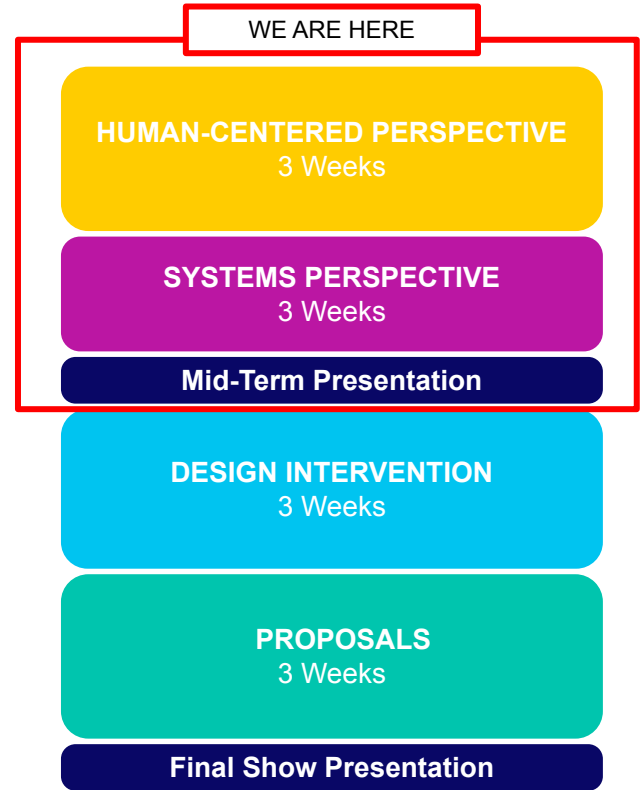 WE ARE HERE
HUMAN-CENTERED PERSPECTIVE
3 Weeks
SYSTEMS PERSPECTIVE
3 Weeks
Mid-Term Presentation
DESIGN INTERVENTION
3 Weeks
PROPOSALS
3 Weeks
Final Show Presentation